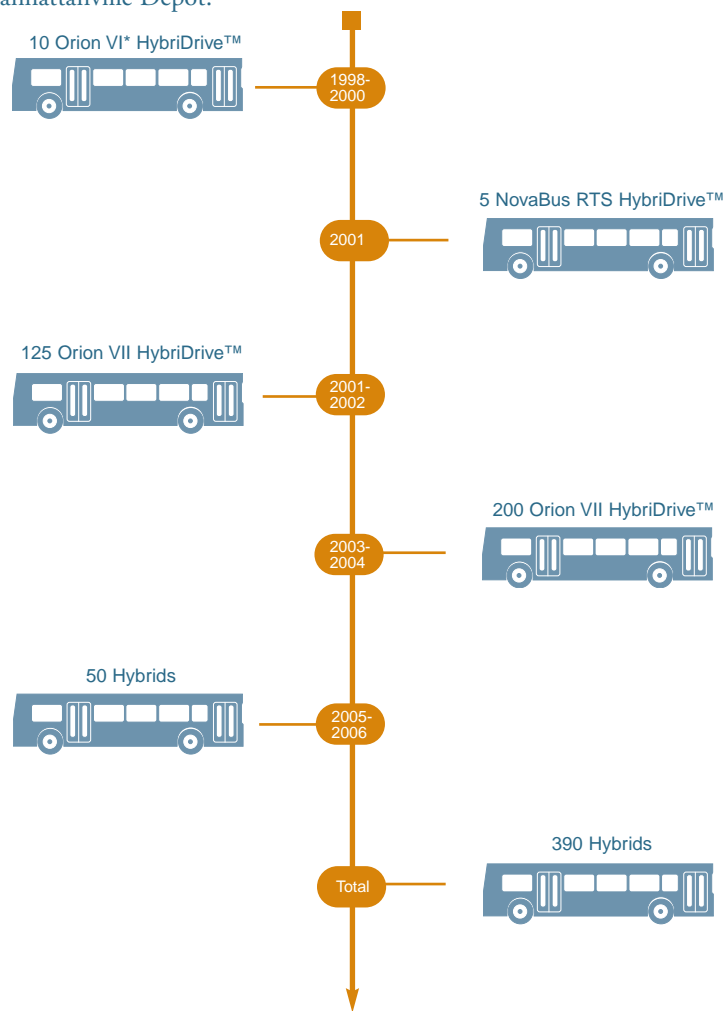 10 Orion VI* HybriDrive™
1998-
2000
5 NovaBus RTS HybriDrive™
2001
125 Orion VII HybriDrive™
2001-
2002
200 Orion VII HybriDrive™
2003-
2004
50 Hybrids
2005-
2006
390 Hybrids
Total